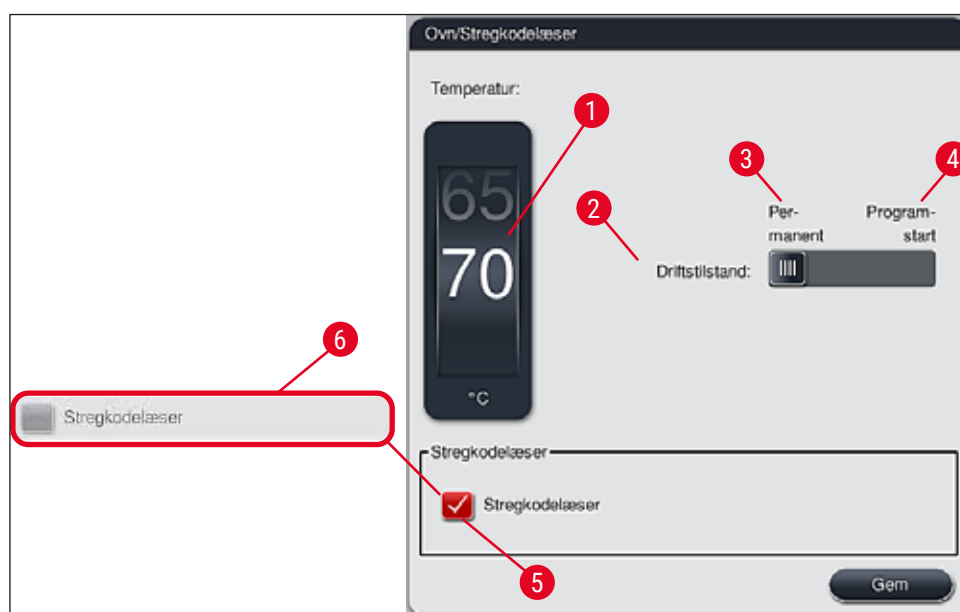 Ovn/Stregkodelæser
Temperatur:
1
3
4
65
2
Per-
manent
Program-
start
70
Driftstilstand:
6
°C
Stregkodelæser
Stregkodelæser
Stregkodelæser
5
Gem